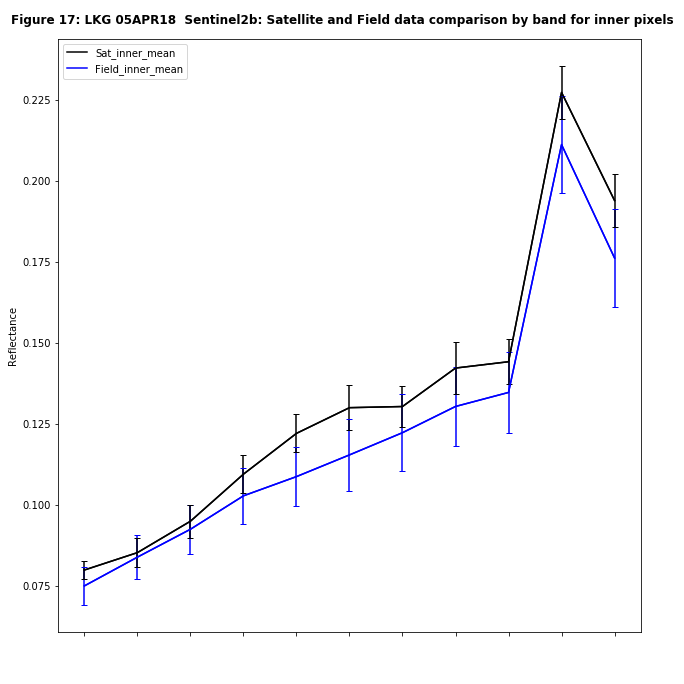 Figure 17: LKG 05APR18  Sentinel2b: Satellite and Field data comparison by band for inner pixels
Sat_inner_mean
Field_inner_mean
0.225
0.200
0.175
0.150
0.125
0.100
0.075
Reflectance